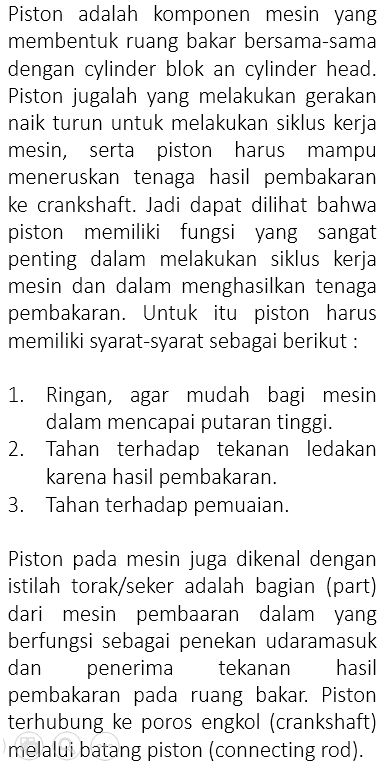 Piston adalah komponen mesin yang
membentuk ruang bakar bersama-sama
dengan cylinder blok an cylinder head.
Piston jugalah yang melakukan gerakan
naik turun untuk melakukan siklus kerja
mesin, serta piston harus mampu
meneruskan tenaga hasil pembakaran
ke crankshaft. Jadi dapat dilihat bahwa
piston memiliki fungsi yang sangat
penting dalam melakukan siklus kerja
mesin dan dalam menghasilkan tenaga
pembakaran. Untuk itu piston harus
memiliki syarat-syarat sebagai berikut :
1. Ringan, agar mudah bagi mesin
dalam mencapai putaran tinggi.
2. Tahan terhadap tekanan ledakan
karena hasil pembakaran.
3. Tahan terhadap pemuaian.
Piston pada mesin juga dikenal dengan
istilah torak/seker adalah bagian (part)
dari mesin pembaaran dalam yang
berfungsi sebagai penekan udaramasuk
dan penerima tekanan hasil
pembakaran pada ruang bakar. Piston
terhubung ke poros engkol (crankshaft)
melalui batang piston (connecting rod).